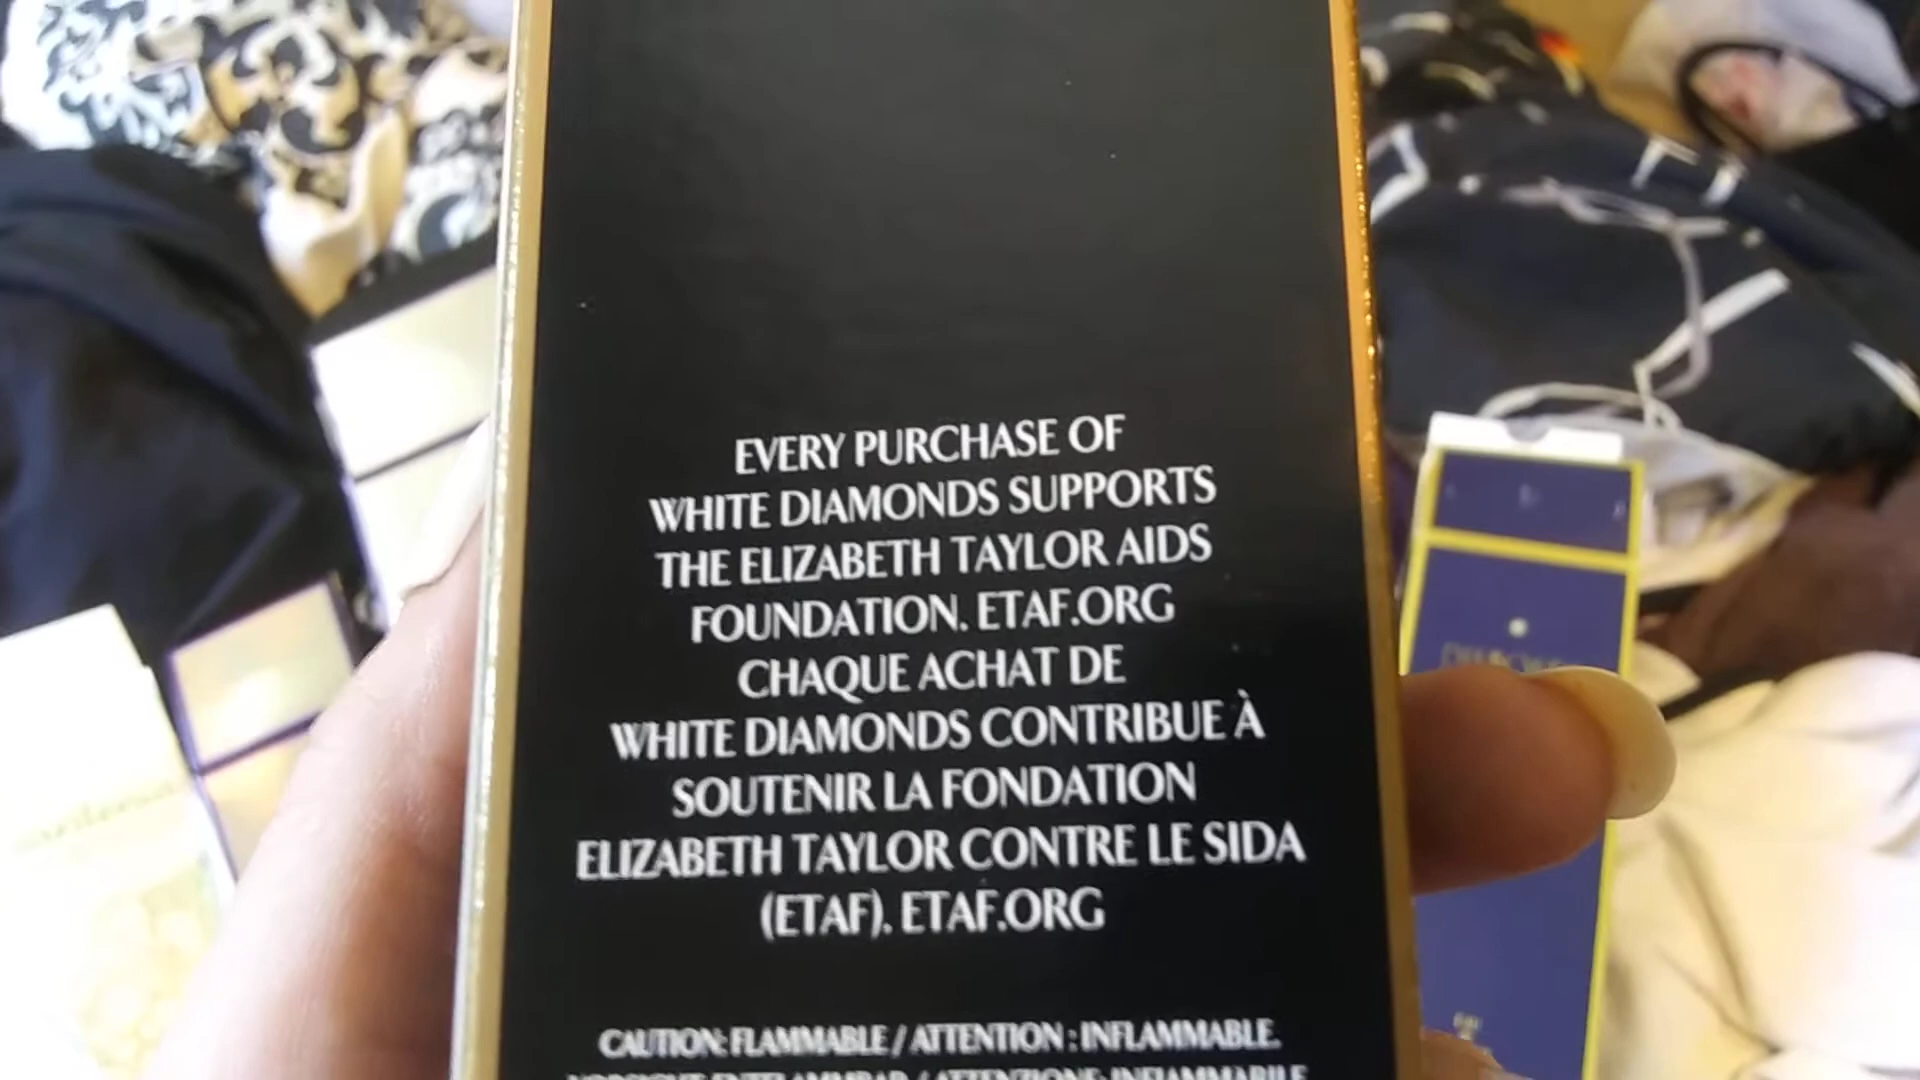 EVERY PURCHASE OF
WHITE DIAMONDS SUPPORTS
THE ELIZABETH TAYLOR AIDS
FOUNDATION. ETAF.ORG
CHAQUE ACHAT DE
WHITE DIAMONDS CONTRIBUE À
SOUTENIR LA FONDATION
ELIZABETH TAYLOR CONTRE LE SIDA
(ETAF). ETAF.ORG
CAUTION: FLAMMABLE / ATTENTION : INFLAMMABLE.